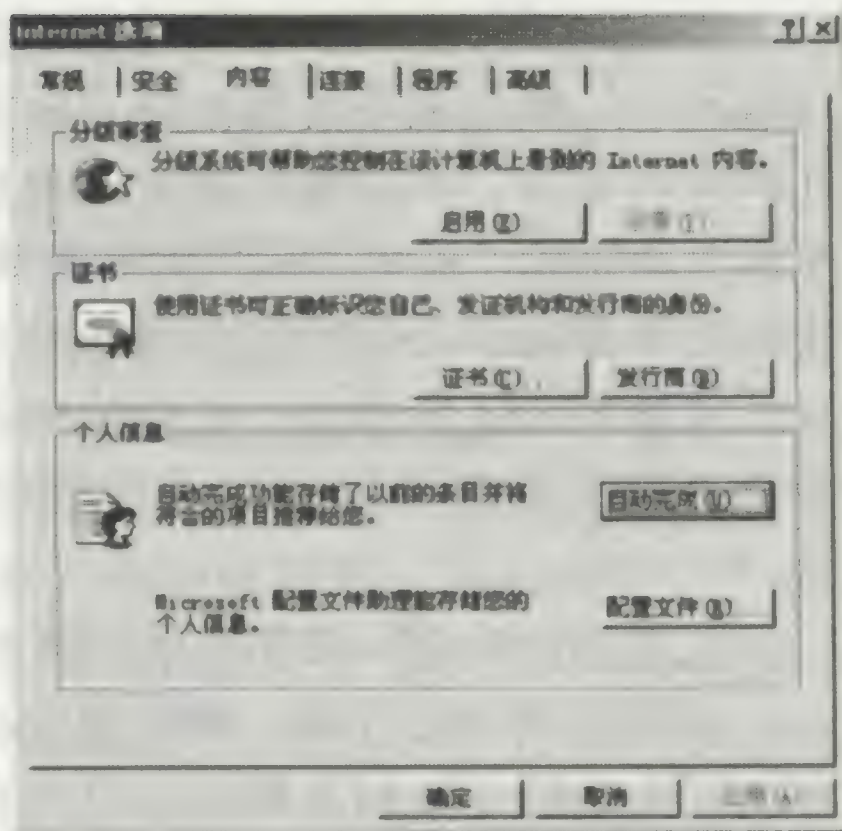 Internet 选项
常规 安全 内容 连接 程序 高级
分级审查
分级系统可帮助您控制在该计算机上看到的 Internet 内容。
启用(E)
证书
使用证书可正确标识您自己、发证机构和发行商的身份。
证书(C)... 发行商(B)
个人信息
自动完成功能存储了以前的条目并将
符合的项目推荐给您。
自动完成(U)
Microsoft 配置文件助理能存储您的
个人信息。
配置文件(R)
确定 取消